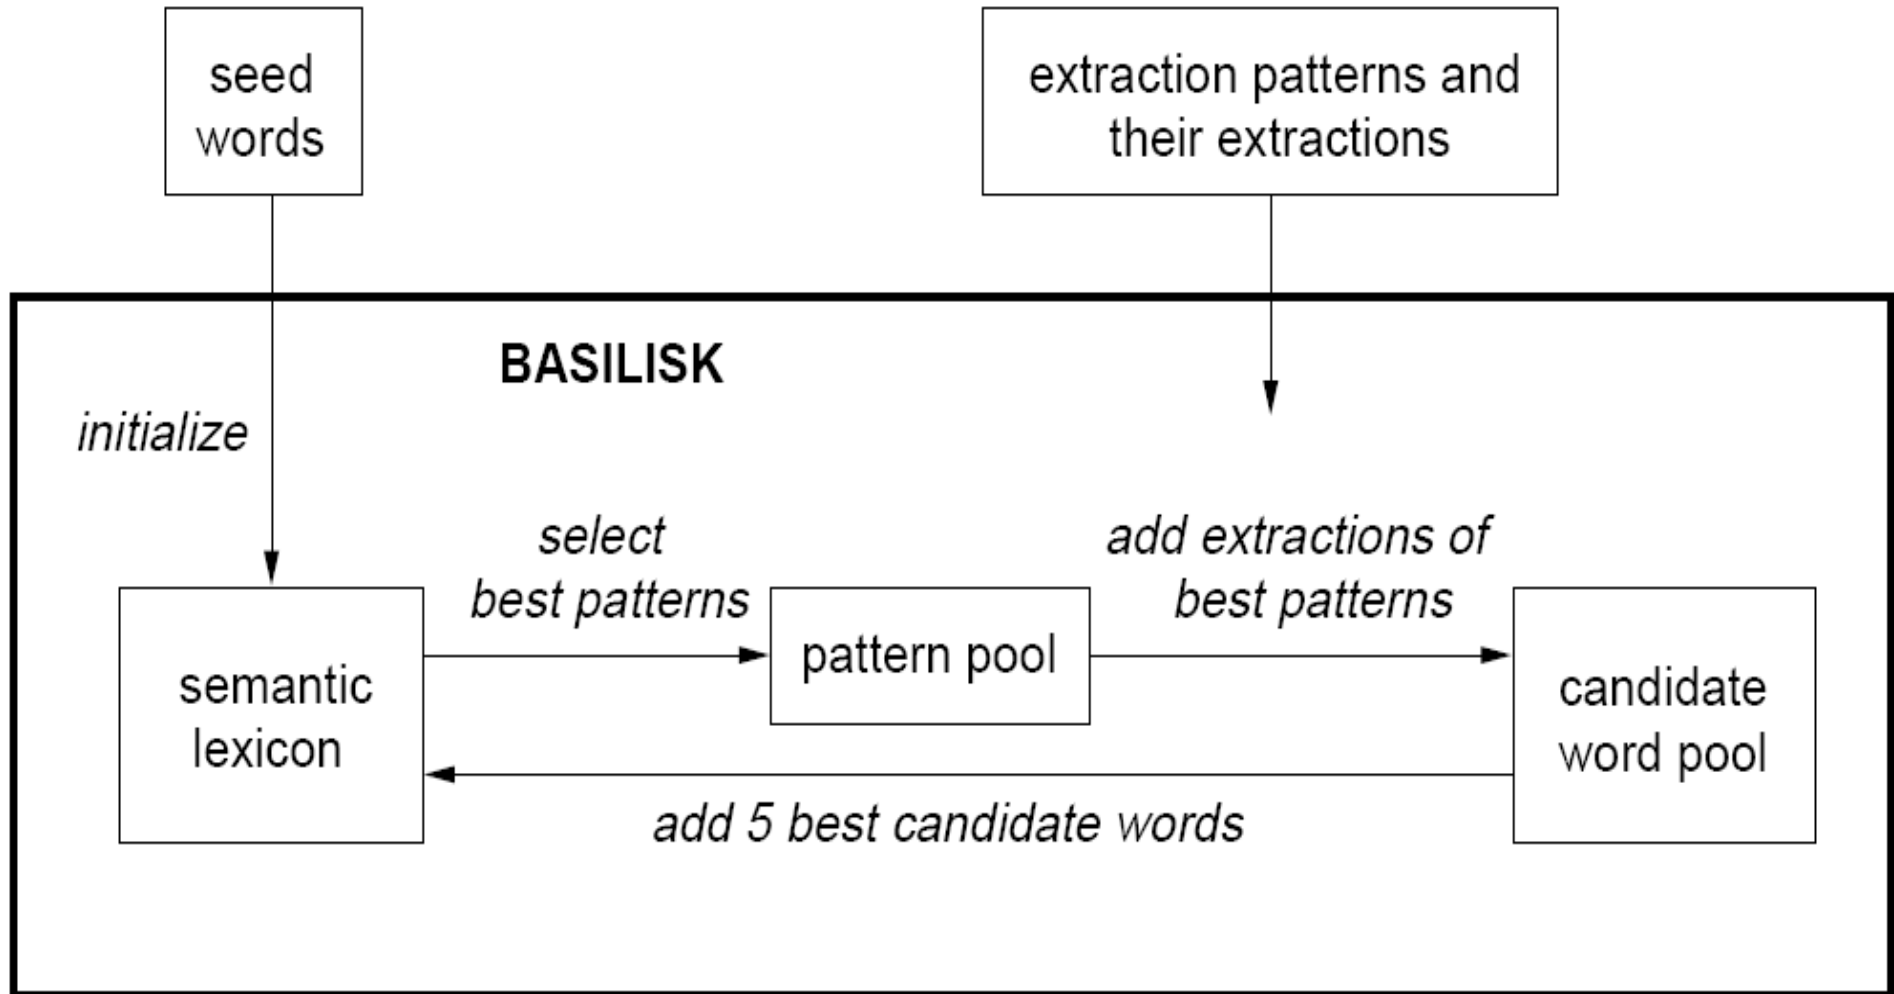 seed
words
extraction patterns and
their extractions
BASILISK
initialize
select
best patterns
add extractions of
best patterns
semantic
lexicon
pattern pool
candidate
word pool
add 5 best candidate words